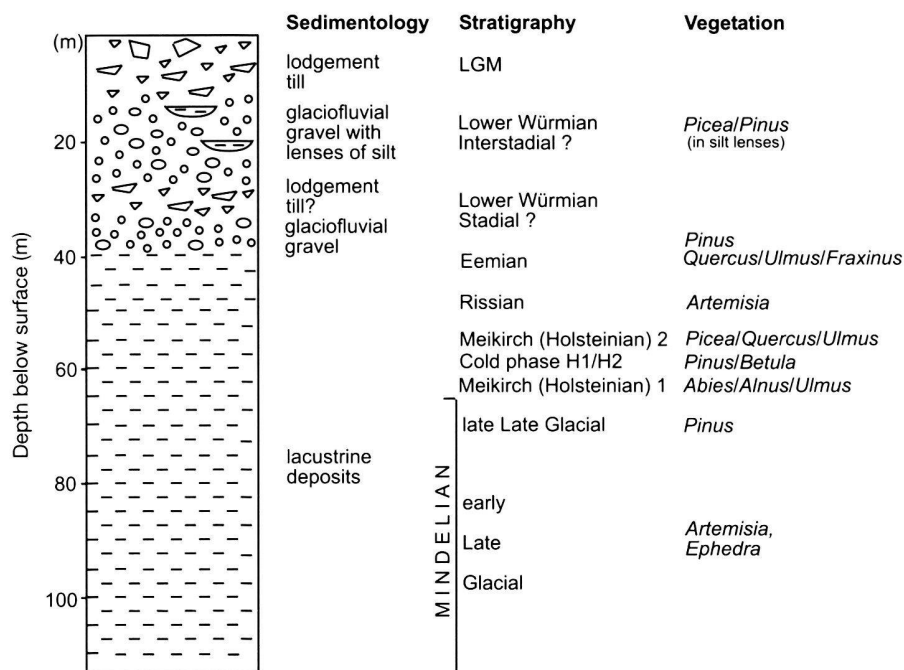 Sedimentology Stratigraphy Vegetation
(m)
lodgement
till
LGM
glaciofluvial
gravel with
lenses of silt
Lower Würmian
Interstadial ?
Picea/Pinus
(in silt lenses)
20
lodgement
till?
glaciofluvial
gravel
Lower Würmian
Stadial ?
Pinus
40
Eemian
Quercus/Ulmus/Fraxinus
Rissian
Artemisia
Meikirch (Holsteinian) 2
Picea/Quercus/Ulmus
Cold phase H1/H2
Pinus/Betula
60
Meikirch (Holsteinian) 1
Abies/Alnus/Ulmus
late Late Glacial
Pinus
lacustrine
deposits
80
early
Late
Glacial
Artemisia,
Ephedra
100
MINDELIAN
Depth below surface (m)